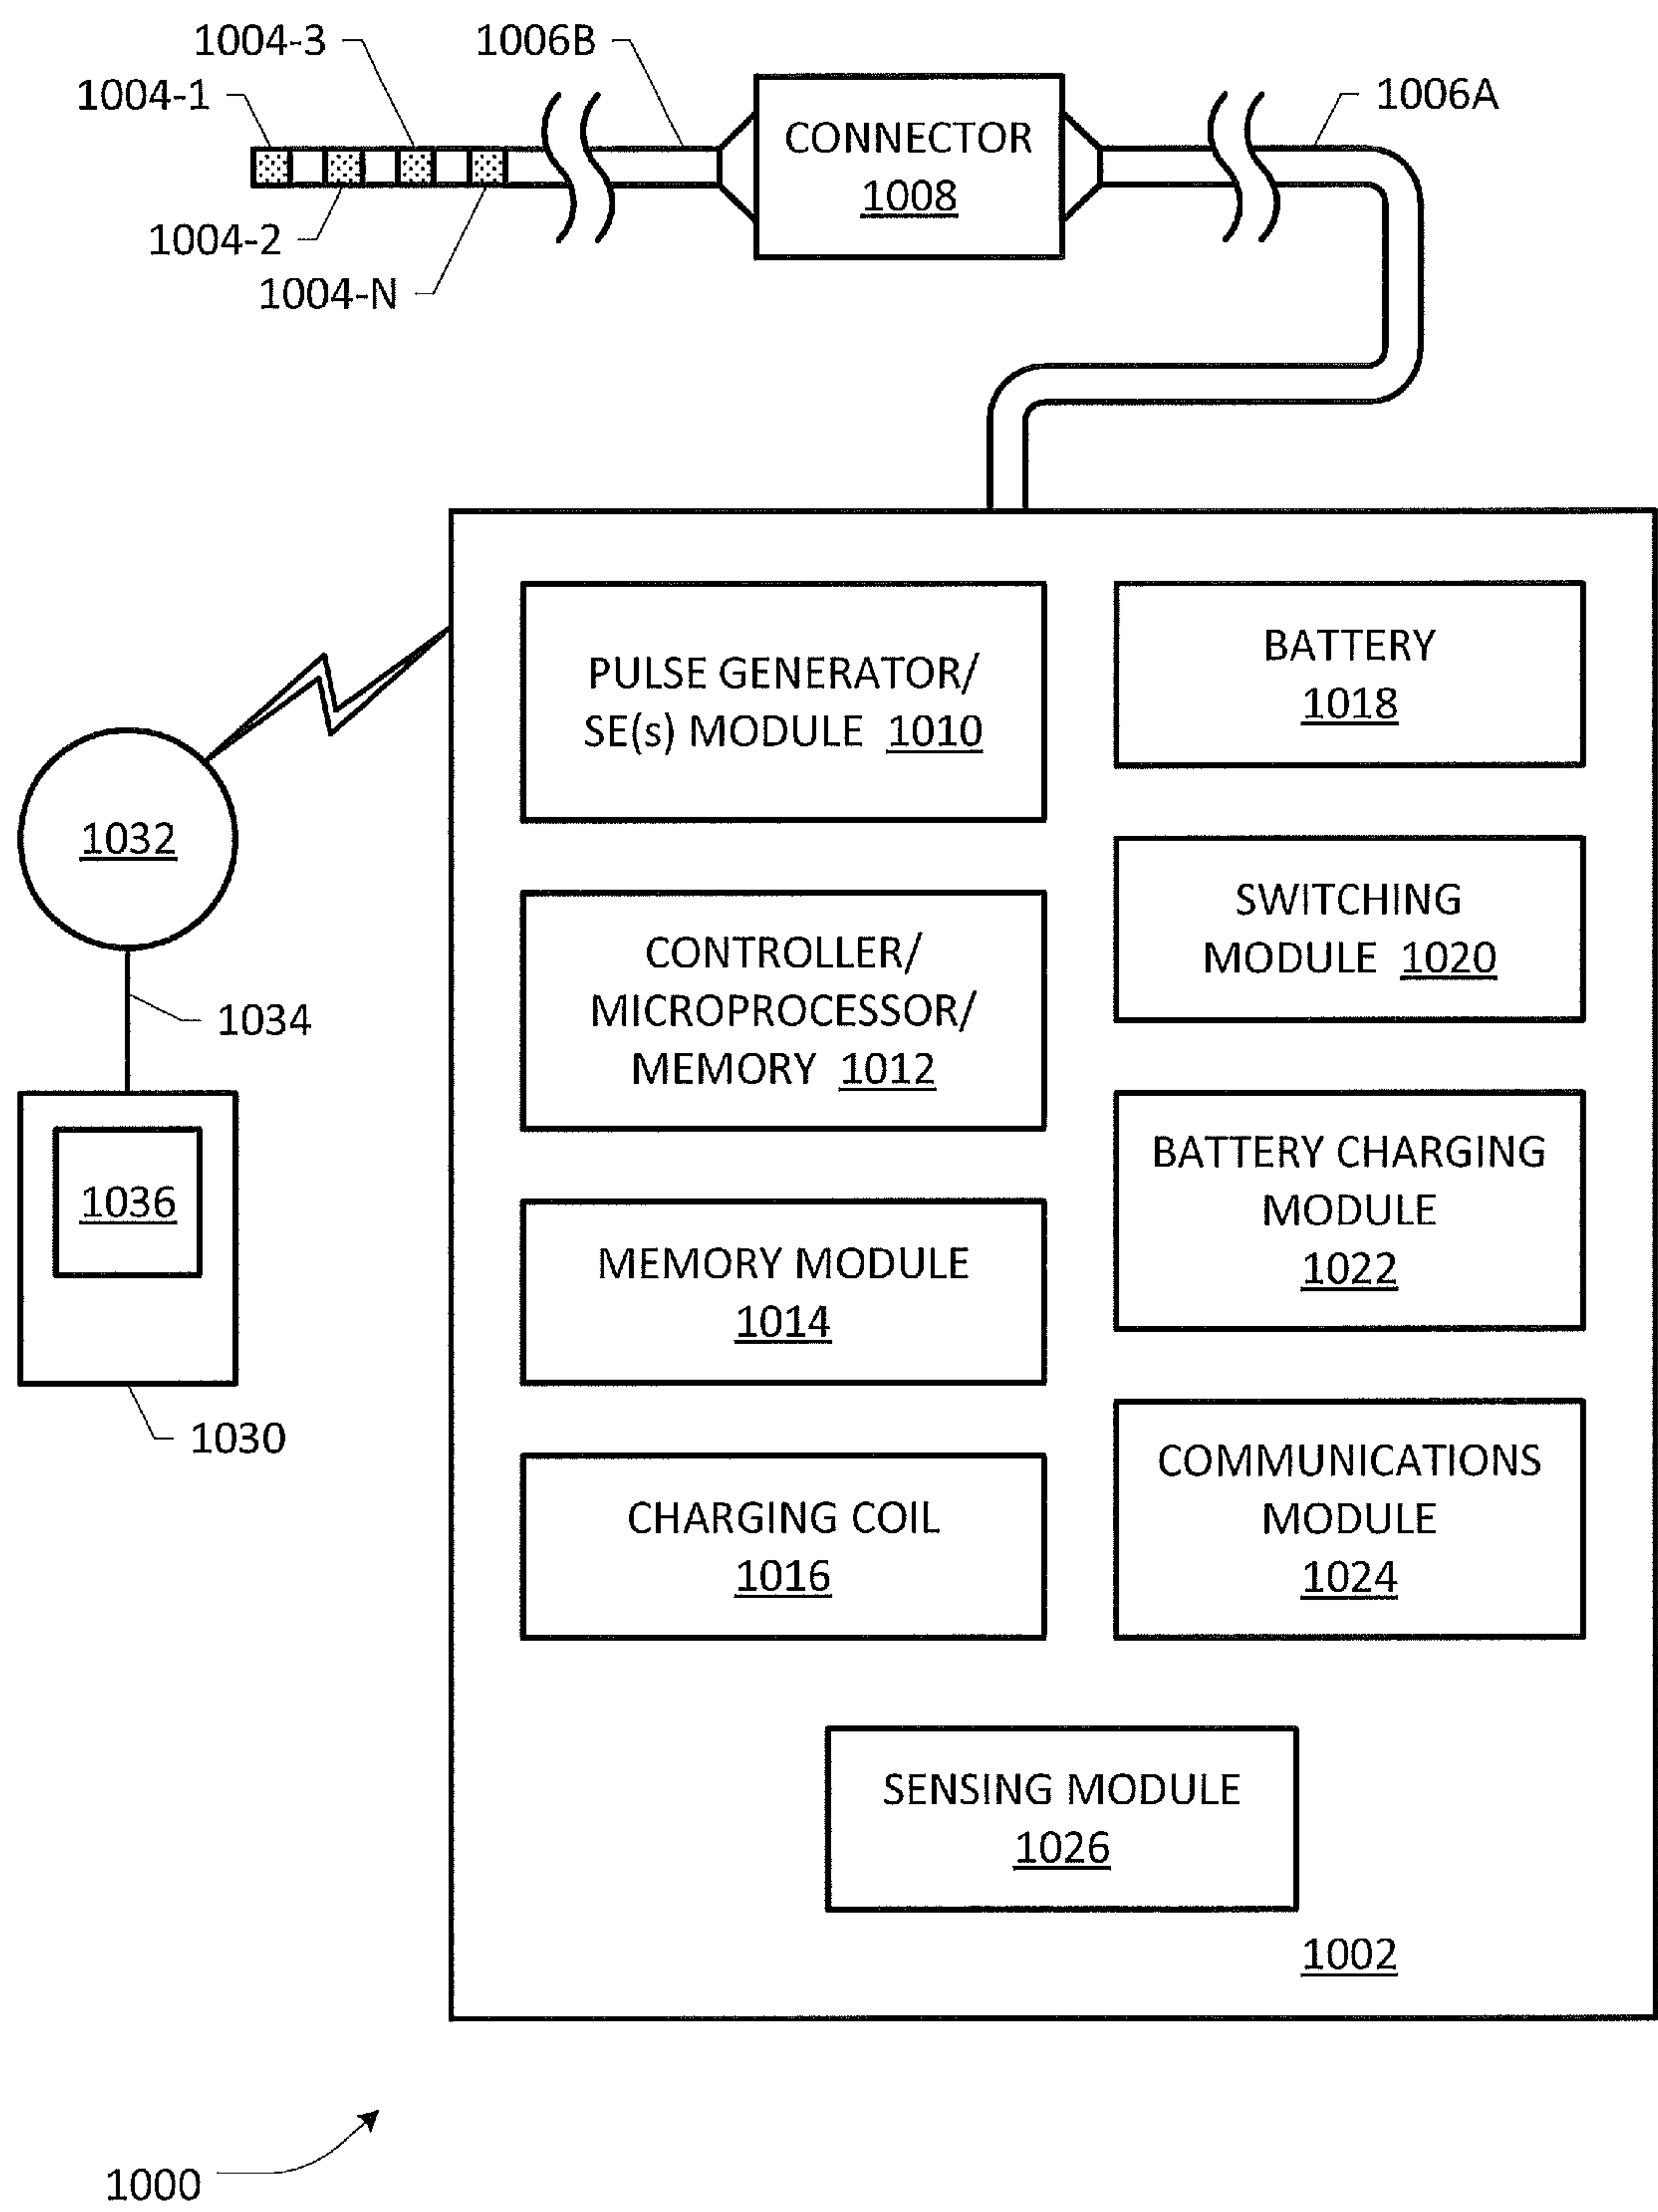 1004-3
1006B
1004-1
1006A
CONNECTOR
1008
1004-2
1004-N
PULSE GENERATOR/
SE(s) MODULE 1010
BATTERY
1018
1032
SWITCHING
MODULE 1020
CONTROLLER/
MICROPROCESSOR/
MEMORY 1012
1034
BATTERY CHARGING
MODULE
1022
1036
MEMORY MODULE
1014
1030
COMMUNICATIONS
MODULE
1024
CHARGING COIL
1016
SENSING MODULE
1026
1002
1000